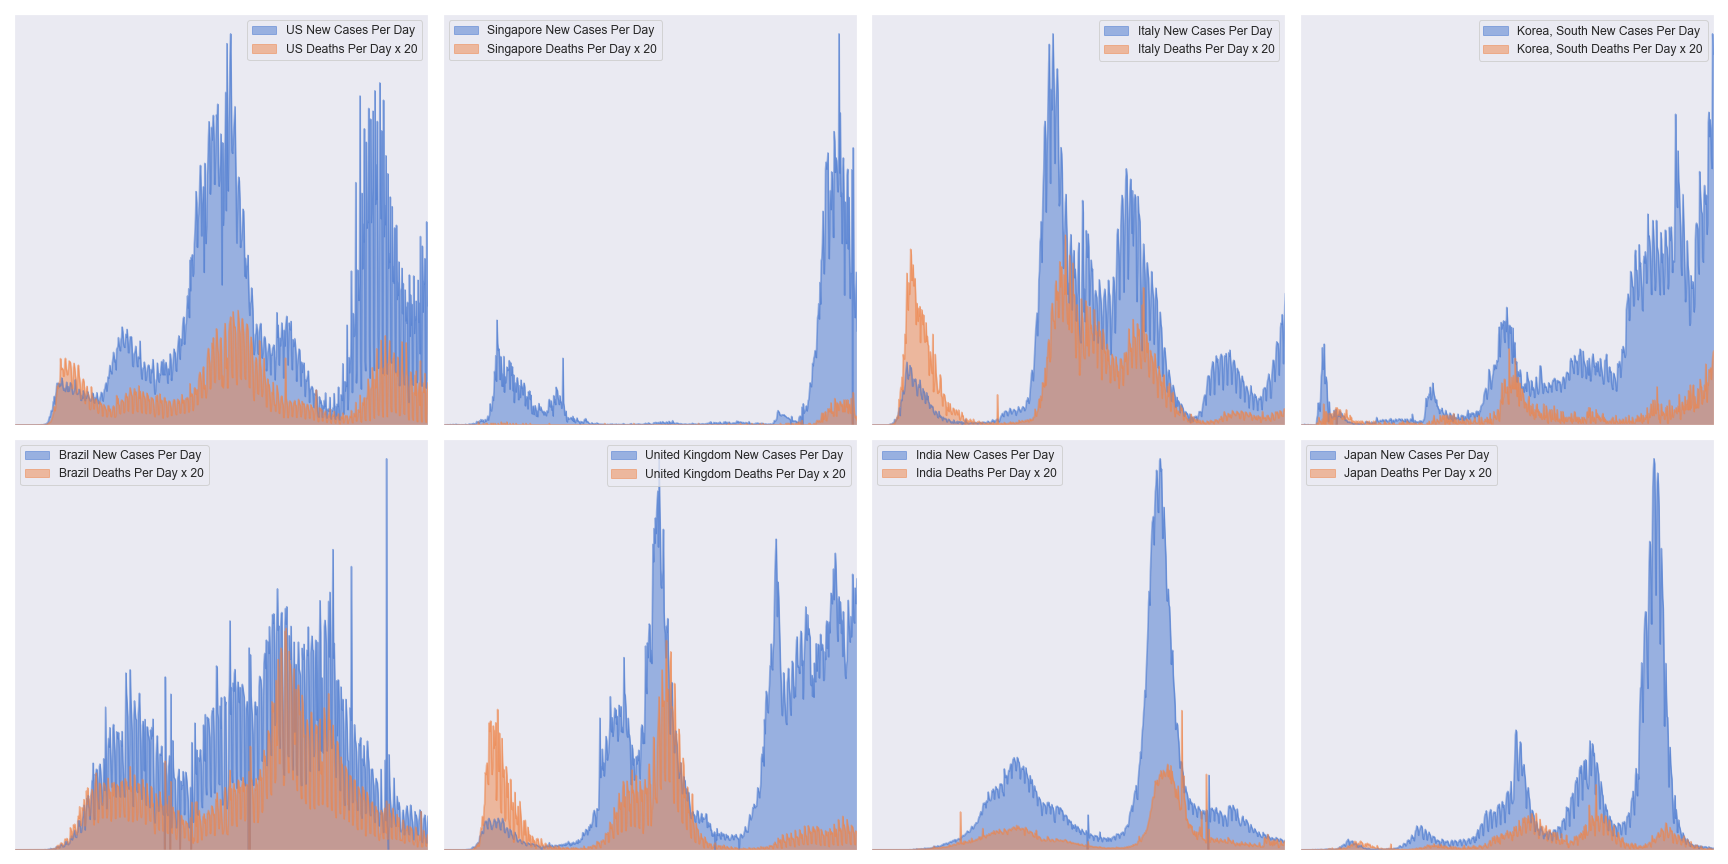 US New Cases Per Day
US Deaths Per Day x 20
Singapore New Cases Per Day
Singapore Deaths Per Day x 20
Italy New Cases Per Day
Italy Deaths Per Day x 20
Korea, South New Cases Per Day
Korea, South Deaths Per Day x 20
Brazil New Cases Per Day
Brazil Deaths Per Day x 20
United Kingdom New Cases Per Day
United Kingdom Deaths Per Day x 20
India New Cases Per Day
India Deaths Per Day x 20
Japan New Cases Per Day
Japan Deaths Per Day x 20